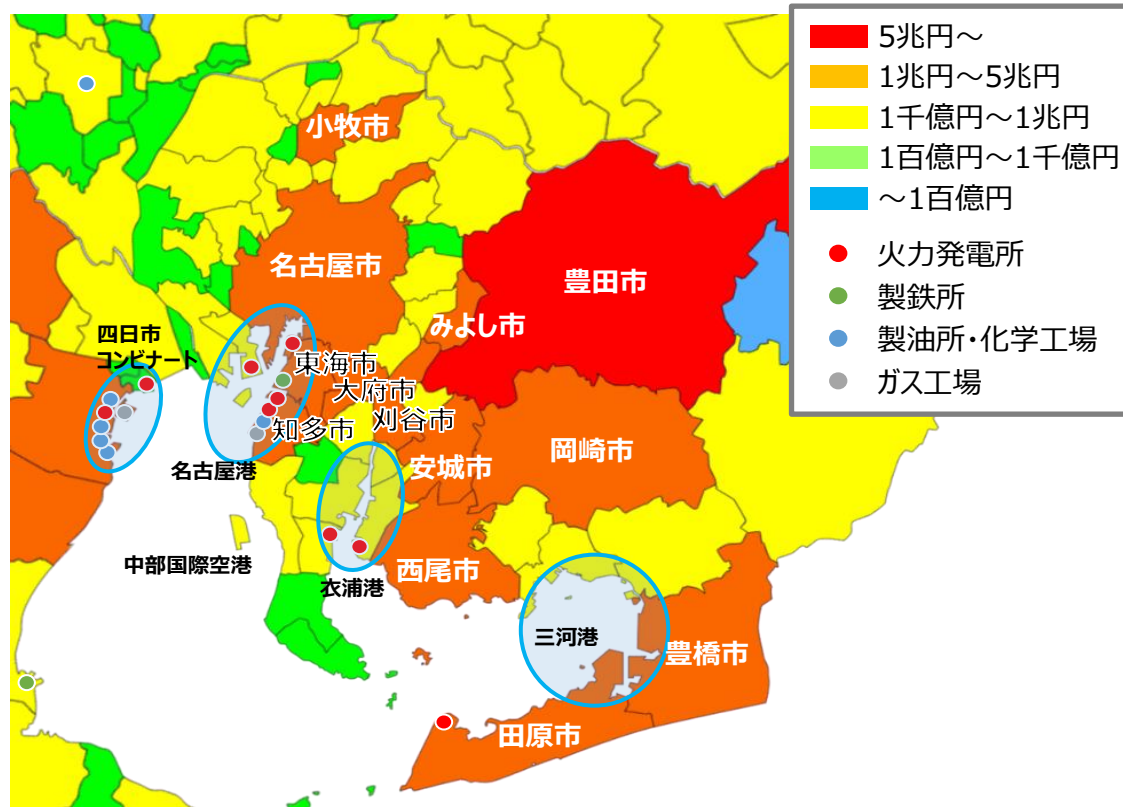 5兆円～
1兆円～5兆円
1千億円～1兆円
1百億円～1千億円
～1百億円
火力発電所
製鉄所
製油所・化学工場
ガス工場
小牧市
名古屋市
豊田市
みよし市
四日市
コンビナート
東海市
大府市
刈谷市
知多市
名古屋港
安城市
岡崎市
中部国際空港
衣浦港
西尾市
三河港
豊橋市
田原市